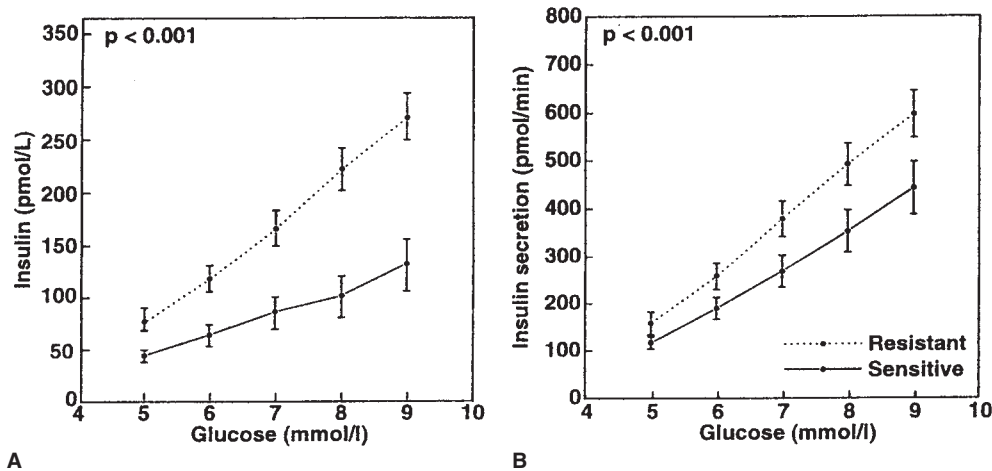 p < 0.001
Insulin (pmol/L)
350
300
250
200
150
100
50
0
4 5 6 7 8 9 10
Glucose (mmol/l)
A
p < 0.001
Insulin secretion (pmol/min)
800
700
600
500
400
300
200
100
0
Resistant
Sensitive
4 5 6 7 8 9 10
Glucose (mmol/l)
B